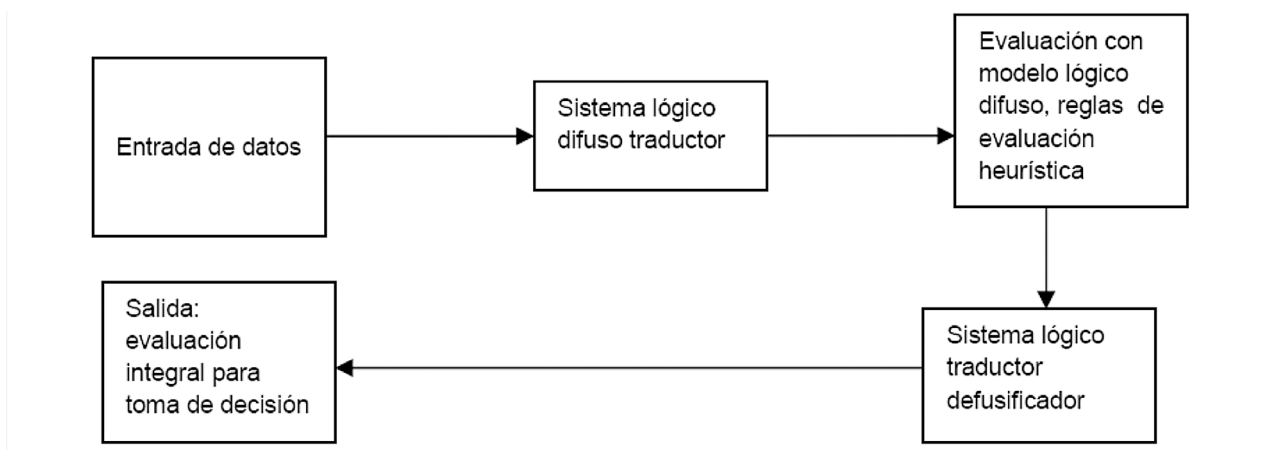 Entrada de datos
Sistema lógico
difuso traductor
Evaluación con
modelo lógico
difuso, reglas de
evaluación
heurística
Sistema lógico
traductor
defusificador
Salida:
evaluación
integral para
toma de decisión